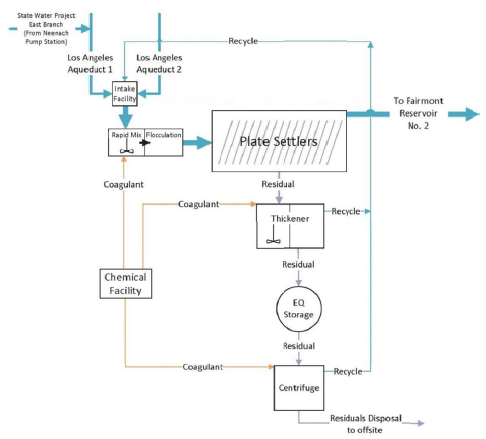 State Water Project
East Branch
(From Neenach
Pump Station)
Los Angeles
Aqueduct 1
Los Angeles
Aqueduct 2
Recycle
Intake
Facility
To Fairmont
Reservoir
No. 2
Rapid Mix
Flocculation
Plate Settlers
Coagulant
Residual
Coagulant
Thickener
Recycle
Residual
Chemical
Facility
EQ
Storage
Residual
Coagulant
Recycle
Centrifuge
Residuals Disposal
to offsite